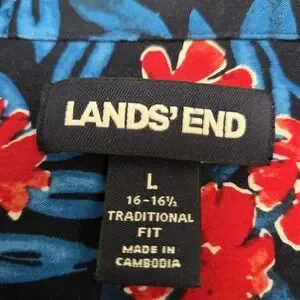 LANDS' END
L
16-16½
TRADITIONAL
FIT
MADE IN
CAMBODIA